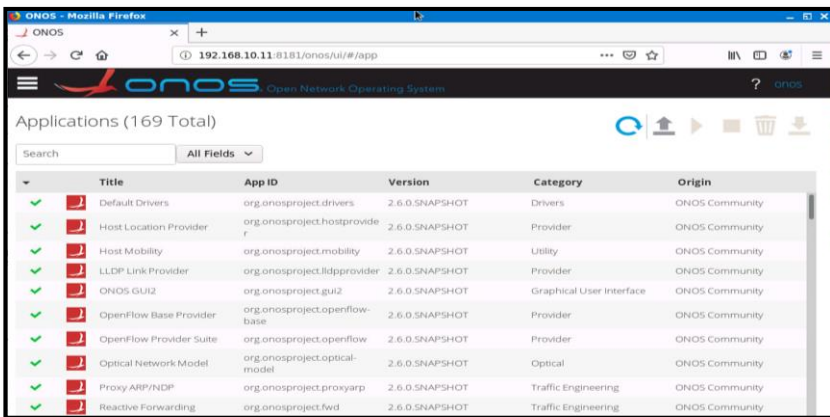 ONOS - Mozilla Firefox
ONOS
192.168.10.11:8181/onos/ui/#/app
onos. Open Network Operating System
? onos
Applications (169 Total)
Search
All Fields
Title App ID Version Category Origin
Default Drivers org.onosproject.drivers 2.6.0.SNAPSHOT Drivers ONOS Community
Host Location Provider org.onosproject.hostprovide
r 2.6.0.SNAPSHOT Provider ONOS Community
Host Mobility org.onosproject.mobility 2.6.0.SNAPSHOT Utility ONOS Community
LLDP Link Provider org.onosproject.lldpprovider 2.6.0.SNAPSHOT Provider ONOS Community
ONOS GUI2 org.onosproject.gui2 2.6.0.SNAPSHOT Graphical User Interface ONOS Community
OpenFlow Base Provider org.onosproject.openflow-
base 2.6.0.SNAPSHOT Provider ONOS Community
OpenFlow Provider Suite org.onosproject.openflow 2.6.0.SNAPSHOT Provider ONOS Community
Optical Network Model org.onosproject.optical-
model 2.6.0.SNAPSHOT Optical ONOS Community
Proxy ARP/NDP org.onosproject.proxyarp 2.6.0.SNAPSHOT Traffic Engineering ONOS Community
Reactive Forwarding org.onosproject.fwd 2.6.0.SNAPSHOT Traffic Engineering ONOS Community